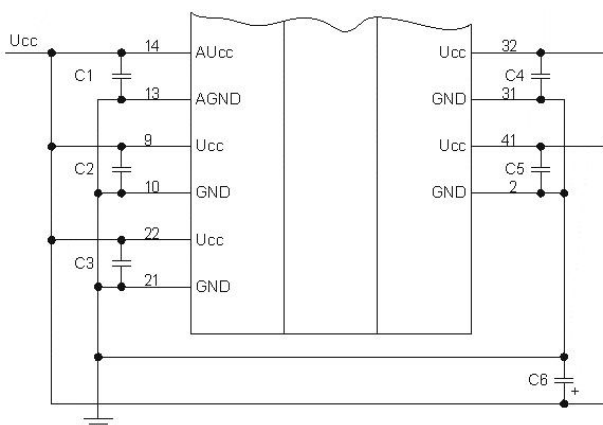 Ucc
14 AUcc Ucc 32
C1 C4
13 AGND GND 31
9 Ucc Ucc 41
C2 C5
10 GND GND 2
22 Ucc
C3
21 GND
C6
+